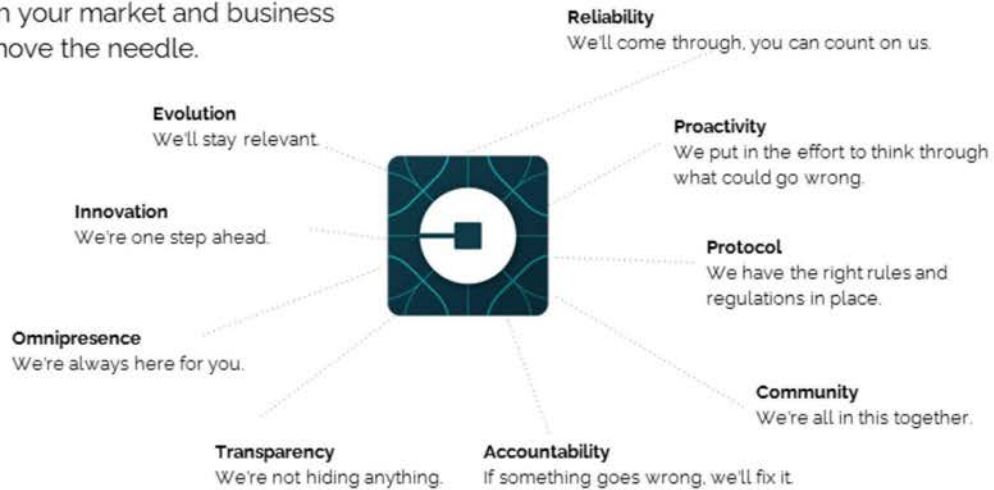 your market and business
the needle.
Reliability
We'll come through, you can count on us.
Evolution
We'll stay relevant.
Proactivity
We put in the effort to think through
what could go wrong.
Innovation
We're one step ahead.
Protocol
We have the right rules and
regulations in place.
Omnipresence
We're always here for you.
Community
We're all in this together.
Transparency
We're not hiding anything.
Accountability
If something goes wrong, we'll fix it.